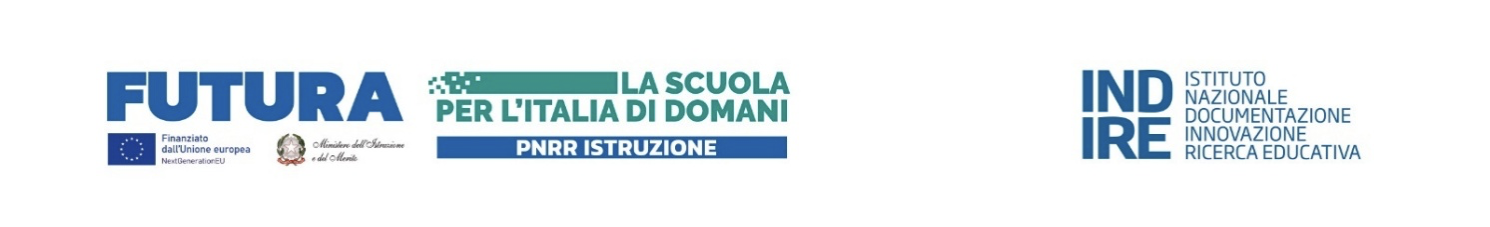 FUTURA
Finanziato
dall'Unione europea
NextGenerationEU
Ministero dell'Istruzione
e del Merito
LA SCUOLA
PER L'ITALIA DI DOMANI
PNRR ISTRUZIONE
IND
IRE
ISTITUTO
NAZIONALE
DOCUMENTAZIONE
INNOVAZIONE
RICERCA EDUCATIVA